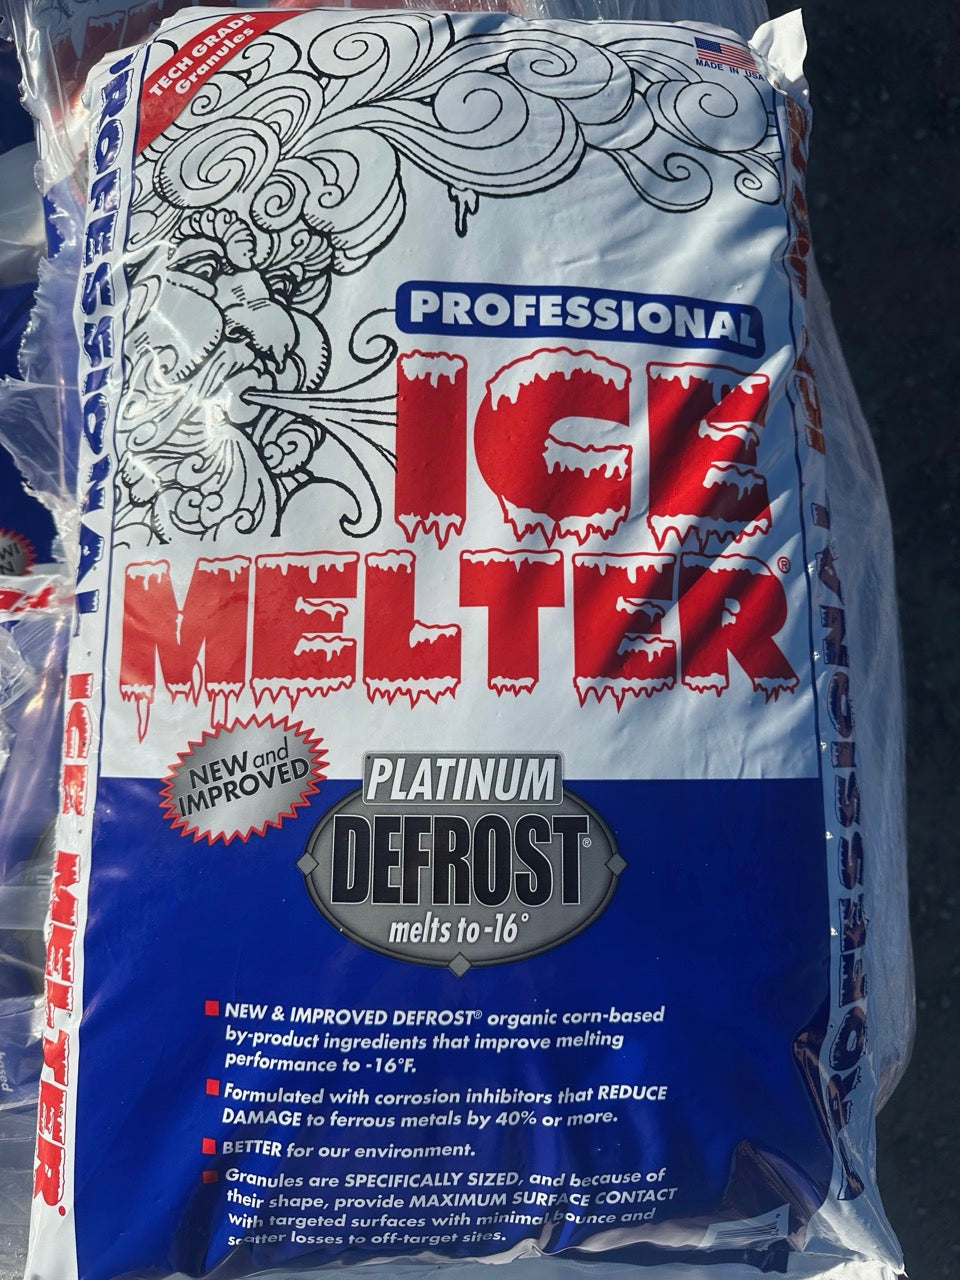 TECH GRADE
Granules
MADE IN USA
PROFESSIONAL
ICE
MELTER®
NEW and
IMPROVED
PLATINUM
DEFROST®
melts to -16°
NEW & IMPROVED DEFROST® organic corn-based
by-product ingredients that improve melting
performance to -16°F.
Formulated with corrosion inhibitors that REDUCE
DAMAGE to ferrous metals by 40% or more.
BETTER for our environment.
Granules are SPECIFICALLY SIZED, and because of
their shape, provide MAXIMUM SURFACE CONTACT
with targeted surfaces with minimal bounce and
scatter losses to off-target sites.
PROFESSIONAL ICE MELTER®
PROFESSIONAL ICE